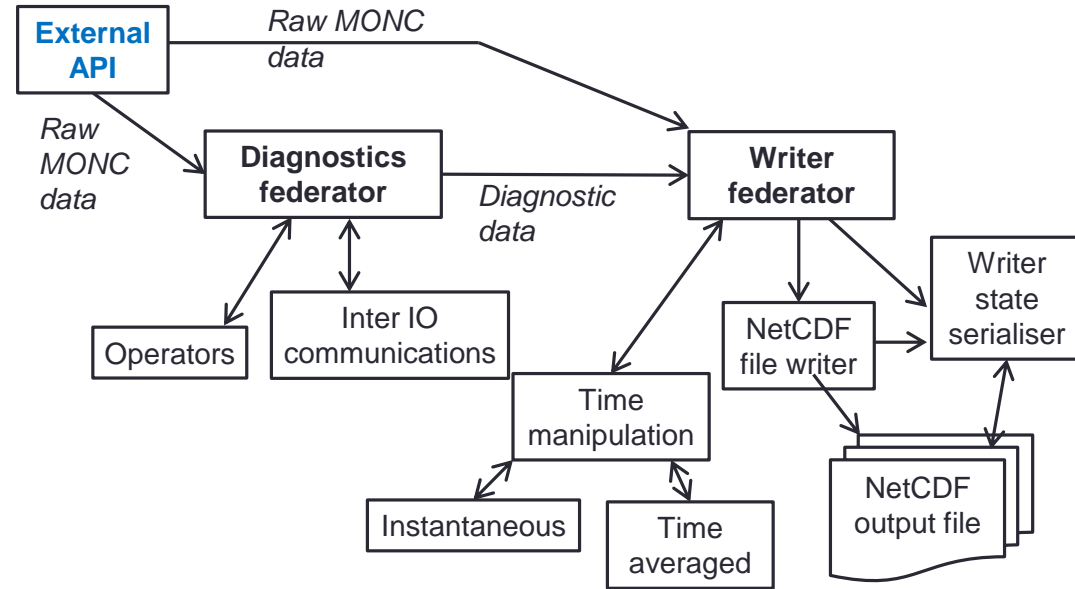 External
API
Raw MONC
data
Raw
MONC
data
Diagnostics
federator
Diagnostic
data
Writer
federator
Operators
Inter IO
communications
Time
manipulation
Instantaneous
Time
averaged
NetCDF
file writer
Writer
state
serialiser
NetCDF
output file